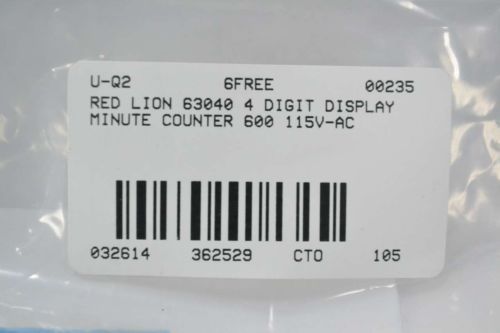 U-Q2 6FREE 00235
RED LION 63040 4 DIGIT DISPLAY
MINUTE COUNTER 600 115V-AC
032614 362529 CTO 105